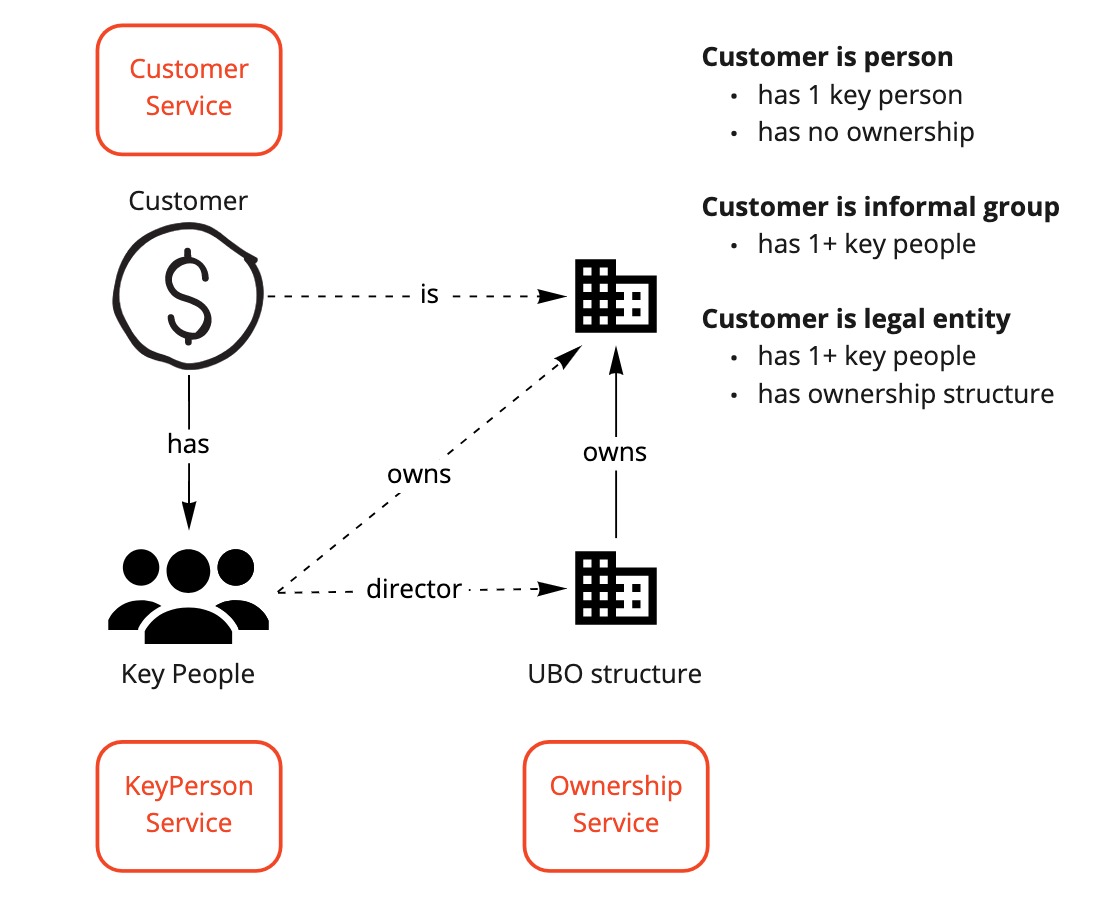 Customer
Service
Customer
$
is
has
owns
owns
director
Key People
UBO structure
KeyPerson
Service
Ownership
Service
Customer is person
• has 1 key person
• has no ownership
Customer is informal group
• has 1+ key people
Customer is legal entity
• has 1+ key people
• has ownership structure